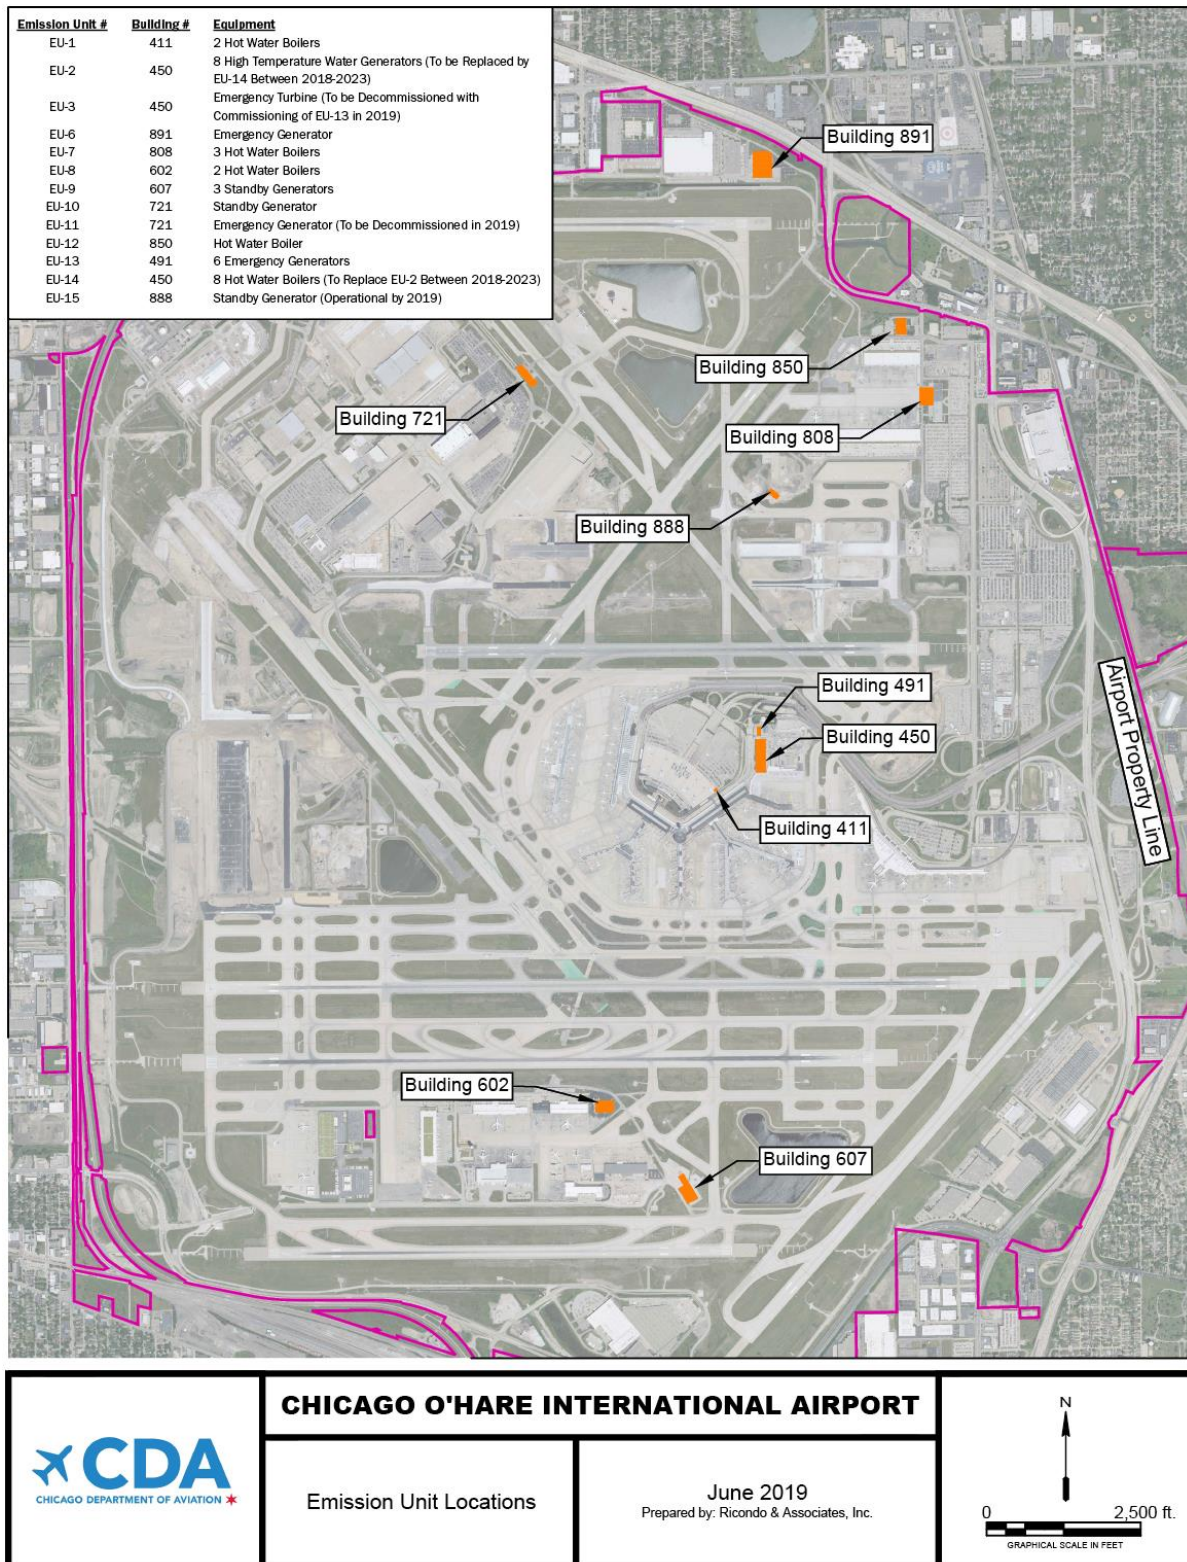 Emission Unit # Building # Equipment
EU-1 411 2 Hot Water Boilers
EU-2 450 8 High Temperature Water Generators (To be Replaced by
EU-14 Between 2018-2023)
EU-3 450 Emergency Turbine (To be Decommissioned with
Commissioning of EU-13 in 2019)
EU-6 891 Emergency Generator
EU-7 808 3 Hot Water Boilers
EU-8 602 2 Hot Water Boilers
EU-9 607 3 Standby Generators
EU-10 721 Standby Generator
EU-11 721 Emergency Generator (To be Decommissioned in 2019)
EU-12 850 Hot Water Boiler
EU-13 491 6 Emergency Generators
EU-14 450 8 Hot Water Boilers (To Replace EU-2 Between 2018-2023)
EU-15 888 Standby Generator (Operational by 2019)
Building 891
Building 850
Building 721
Building 808
Building 888
Building 491
Airport Property Line
Building 450
Building 411
Building 602
Building 607
CHICAGO O'HARE INTERNATIONAL AIRPORT
CDA
CHICAGO DEPARTMENT OF AVIATION
Emission Unit Locations
June 2019
Prepared by: Ricondo & Associates, Inc.
N
0 2,500 ft.
GRAPHICAL SCALE IN FEET